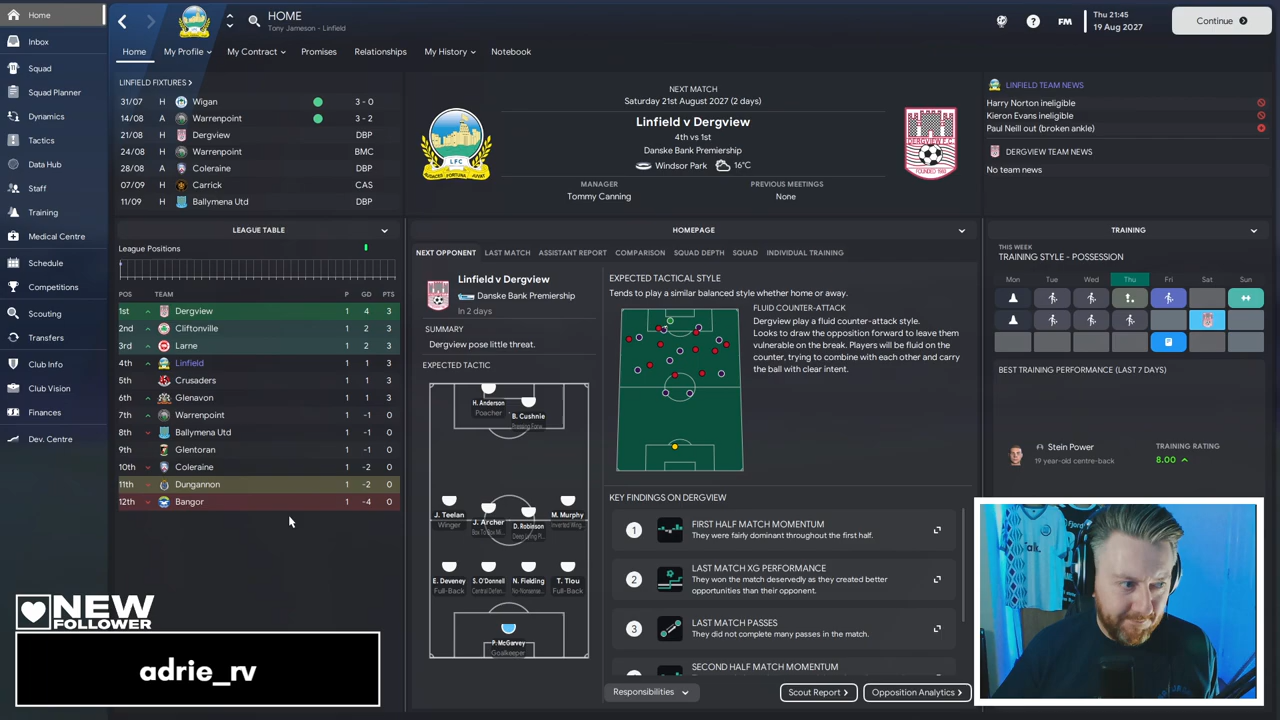 Home
HOME
Tony Jameson - Linfield
FM
Thu 21:45
19 Aug 2027
Continue
Inbox
Squad
Squad Planner
Dynamics
Tactics
Data Hub
Staff
Training
Medical Centre
Schedule
Competitions
Scouting
Transfers
Club Info
Club Vision
Finances
Dev. Centre
Home My Profile My Contract Promises Relationships My History Notebook
LINFIELD FIXTURES
31/07 H Wigan 3 - 0
14/08 A Warrenpoint 3 - 2
21/08 H Dergview DBP
24/08 H Warrenpoint BMC
28/08 A Coleraine DBP
07/09 H Carrick CAS
11/09 H Ballymena Utd DBP
NEXT MATCH
Saturday 21st August 2027 (2 days)
Linfield v Dergview
4th vs 1st
Danske Bank Premiership
Windsor Park 16°C
MANAGER
Tommy Canning
PREVIOUS MEETINGS
None
LINFIELD TEAM NEWS
Harry Norton ineligible
Kieron Evans ineligible
Paul Neill out (broken ankle)
DERGVIEW TEAM NEWS
No team news
LEAGUE TABLE
League Positions
POS TEAM P GD PTS
1st Dergview 1 4 3
2nd Cliftonville 1 2 3
3rd Larne 1 2 3
4th Linfield 1 1 3
5th Crusaders 1 1 3
6th Glenavon 1 1 3
7th Warrenpoint 1 -1 0
8th Ballymena Utd 1 -1 0
9th Glentoran 1 -1 0
10th Coleraine 1 -2 0
11th Dungannon 1 -2 0
12th Bangor 1 -4 0
HOMEPAGE
NEXT OPPONENT LAST MATCH ASSISTANT REPORT COMPARISON SQUAD DEPTH SQUAD INDIVIDUAL TRAINING
Linfield v Dergview
Danske Bank Premiership
In 2 days
SUMMARY
Dergview pose little threat.
EXPECTED TACTIC
H. Anderson
Poacher
B. Cushnie
J. Teelan
Winger
J. Archer
D. Robinson
M. Murphy
E. Deveney
Full-Back
S. O'Donnell
N. Fielding
T. Tlou
Full-Back
P. McGarvey
Goalkeeper
EXPECTED TACTICAL STYLE
Tends to play a similar balanced style whether home or away.
FLUID COUNTER-ATTACK
Dergview play a fluid counter-attack style.
Looks to draw the opposition forward to leave them
vulnerable on the break. Players will be fluid on the
counter, trying to combine with each other and carry
the ball with clear intent.
KEY FINDINGS ON DERGVIEW
1 FIRST HALF MATCH MOMENTUM
They were fairly dominant throughout the first half.
2 LAST MATCH XG PERFORMANCE
They won the match deservedly as they created better
opportunities than their opponent.
3 LAST MATCH PASSES
They did not complete many passes in the match.
SECOND HALF MATCH MOMENTUM
Responsibilities
Scout Report
Opposition Analytics
TRAINING
THIS WEEK
TRAINING STYLE - POSSESSION
Mon Tue Wed Thu Fri Sat Sun
BEST TRAINING PERFORMANCE (LAST 7 DAYS)
Stein Power
19 year-old centre-back
TRAINING RATING
8.00
NEW
FOLLOWER
adrie_rv